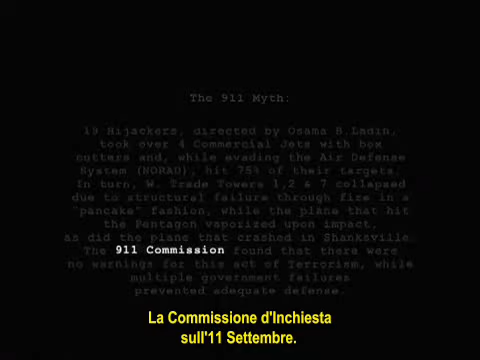 The 911 Myth:
19 Hijackers, directed by Osama B.Ladin,
took over 4 Commercial Jets with box
cutters and, while evading the Air Defense
System (NORAD), hit 75% of their targets.
In turn, W. Trade Towers 1,2 & 7 collapsed
due to structural failure through fire in a
"pancake" fashion, while the plane that hit
the Pentagon vaporized upon impact,
as did the plane that crashed in Shanksville.
The 911 Commission found that there were
no warnings for this act of Terrorism, while
multiple government failures
prevented adequate defense.
La Commissione d'Inchiesta
sull'11 Settembre.